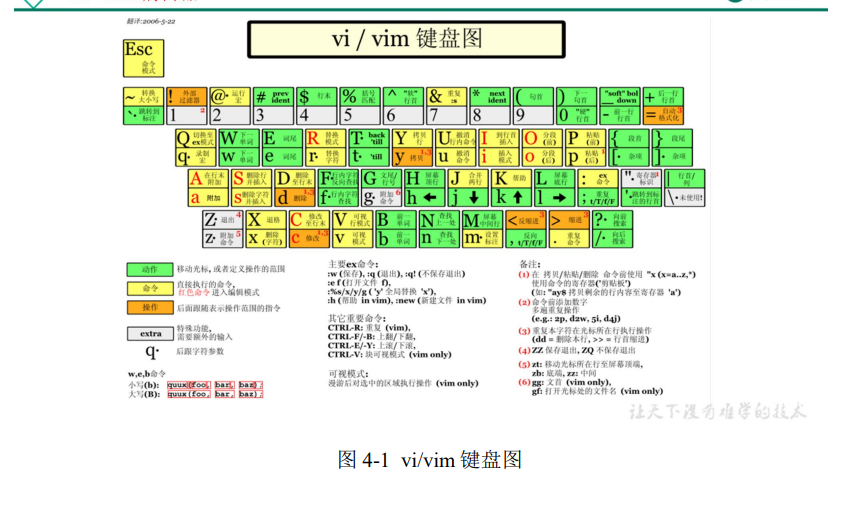 翻译:2006-5-22
vi / vim 键盘图
Esc 命令模式
~ 转换大小写 ! 外部过滤器 @· 运行宏 # prev ident $ 行末 % 括号匹配 ^ "软"行首 & 重复 :s * next ident ( 句首 ) 下一句首 "soft" bol down + 后一行行首
`· 跳转到标注 1 2 3 4 5 6 7 8 9 0 "硬"行首 - 前一行行首 = 自动格式化
Q 切换至ex模式 W 下一单词 E 词尾 R 替换模式 T· back 'till Y 拷贝行 U 撤消行内命令 I 到行首插入 O 分段(前) P 粘贴(前) { 段首 } 段尾
q· 录制宏 w 下一单词 e 词尾 r· 替换字符 t· 'till y 拷贝 u 撤消命令 i 插入模式 o 分段(后) p 粘贴(后) [· 杂项 ]· 杂项
A 在行末附加 S 删除行并插入 D 删除至行末 F· 行内字符反向查找 G 文尾/行号 H 屏幕顶行 J 合并两行 K 帮助 L 屏幕底行 : ex 命令 "· 寄存器标识 | 行首/列
a 附加 s 删除字符并插入 d 删除 f· 行内字符查找 g· 附加命令 h ← j ↓ k ↑ l → ; 重复 t/T/f/F '· 跳转到标注的行首 \· 未使用!
Z· 退出 X 退格 C 修改至行末 V 可视行模式 B 前一单词 N 查找上一处 M 屏幕中间行 < 反缩进 > 缩进 ?· 向前搜索
z· 附加命令 x 删除(字符) c 修改 v 可视模式 b 前一单词 n 查找下一处 m· 设置标注 , 反向 t/T/f/F . 重复命令 /· 向后搜索
动作 移动光标, 或者定义操作的范围
命令 直接执行的命令,
红色命令进入编辑模式
操作 后面跟随表示操作范围的指令
extra 特殊功能,
需要额外的输入
q· 后跟字符参数
w,e,b命令
小写(b): quux(foo, bar, baz);
大写(B): quux(foo, bar, baz);
主要ex命令:
:w (保存), :q (退出), :q! (不保存退出)
:e f (打开文件 f),
:%s/x/y/g ( 'y' 全局替换 'x'),
:h (帮助 in vim), :new (新建文件 in vim)
其它重要命令:
CTRL-R: 重复 (vim),
CTRL-F/-B: 上翻/下翻,
CTRL-E/-Y: 上滚/下滚,
CTRL-V: 块可视模式 (vim only)
可视模式:
漫游后对选中的区域执行操作 (vim only)
备注:
(1) 在 拷贝/粘贴/删除 命令前使用 "x (x=a..z,*)
使用命令的寄存器('剪贴板')
(如: "ay$ 拷贝剩余的行内容至寄存器 'a')
(2) 命令前添加数字
多遍重复操作
(e.g.: 2p, d2w, 5i, d4j)
(3) 重复本字符在光标所在行执行操作
(dd = 删除本行, >> = 行首缩进)
(4) ZZ 保存退出, ZQ 不保存退出
(5) zt: 移动光标所在行至屏幕顶端,
zb: 底端, zz: 中间
(6) gg: 文首 (vim only),
gf: 打开光标处的文件名 (vim only)
让天下没有难学的技术
图 4-1 vi/vim 键盘图